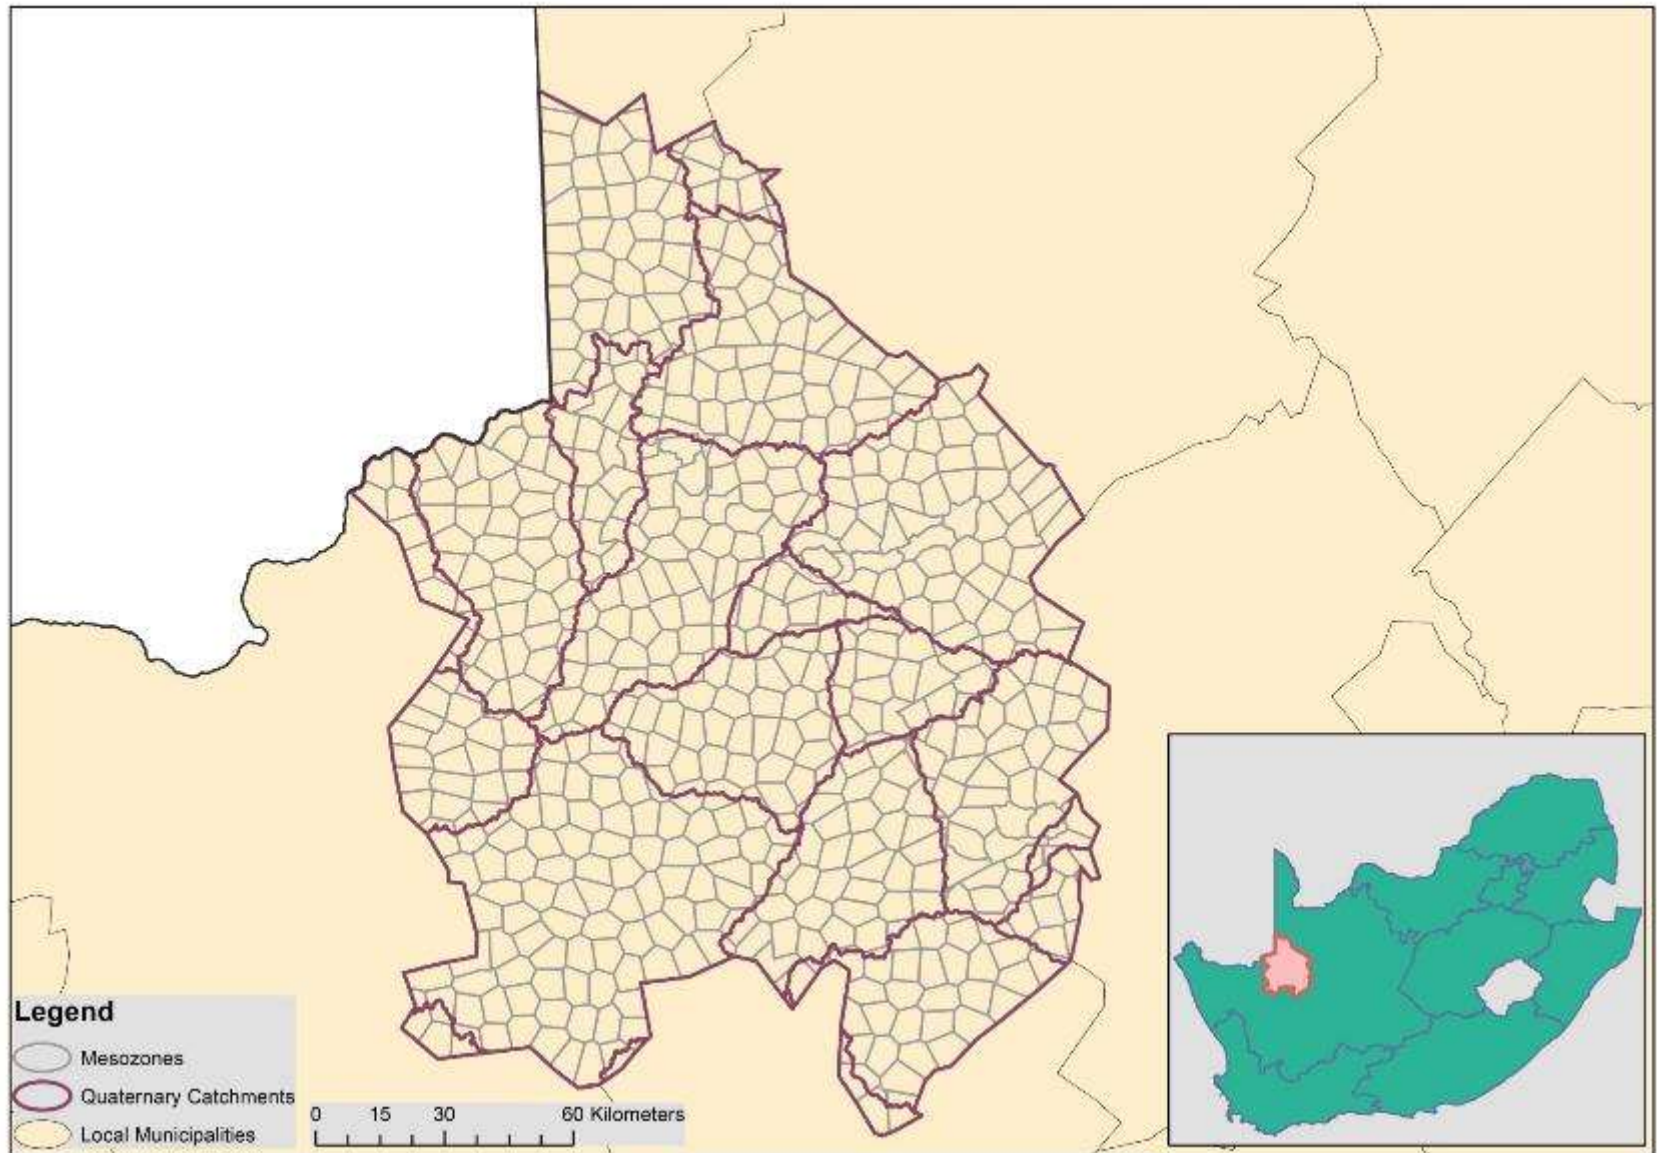 Legend
Mesozones
Quaternary Catchments
Local Municipalities
0 15 30 60 Kilometers